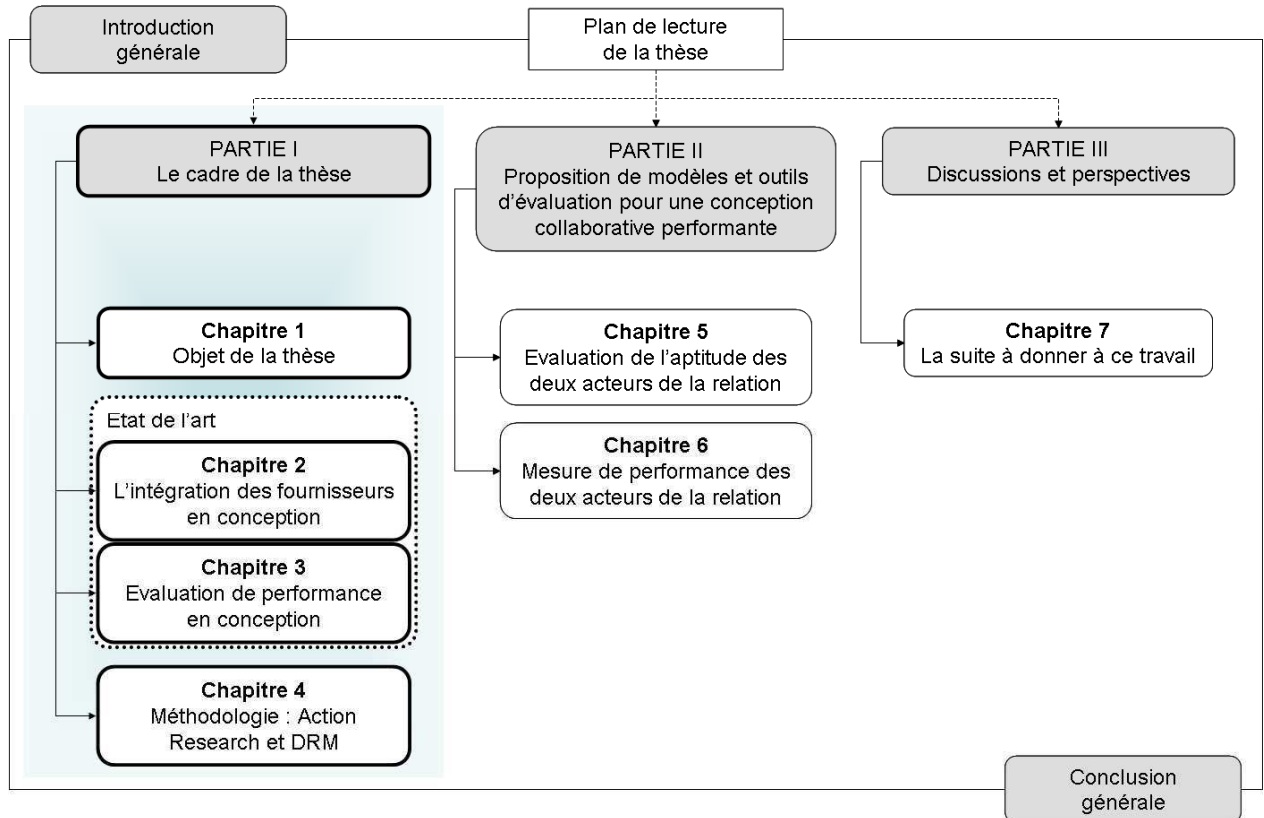 Introduction
générale
Plan de lecture
de la thèse
PARTIE I
Le cadre de la thèse
Chapitre 1
Objet de la thèse
Etat de l'art
Chapitre 2
L'intégration des fournisseurs
en conception
Chapitre 3
Evaluation de performance
en conception
Chapitre 4
Méthodologie : Action
Research et DRM
PARTIE II
Proposition de modèles et outils
d'évaluation pour une conception
collaborative performante
Chapitre 5
Evaluation de l'aptitude des
deux acteurs de la relation
Chapitre 6
Mesure de performance des
deux acteurs de la relation
PARTIE III
Discussions et perspectives
Chapitre 7
La suite à donner à ce travail
Conclusion
générale